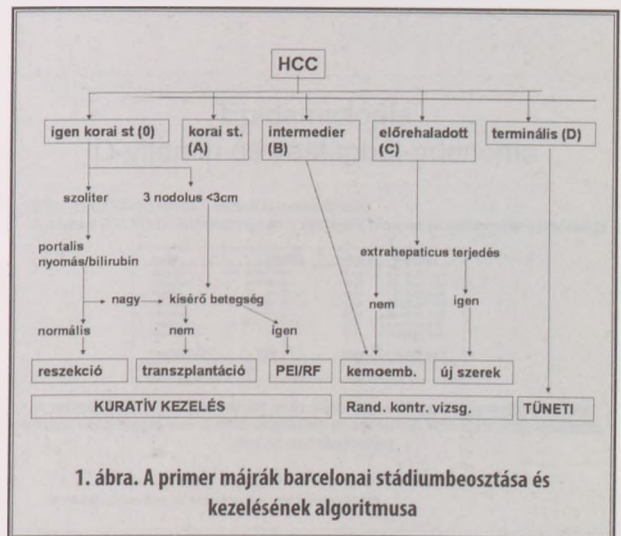 HCC
igen korai st (0)
korai st.
(A)
intermedier
(B)
előrehaladott
(C)
terminális (D)
szoliter
3 nodolus <3cm
portalis
nyomás/bilirubin
extrahepaticus terjedés
nagy
kísérő betegség
nem
igen
normális
nem
igen
reszekció
transzplantáció
PEI/RF
kemoemb.
új szerek
KURATÍV KEZELÉS
Rand. kontr. vizsg.
TÜNETI
1. ábra. A primer májrák barcelonai stádiumbeosztása és
kezelésének algoritmusa